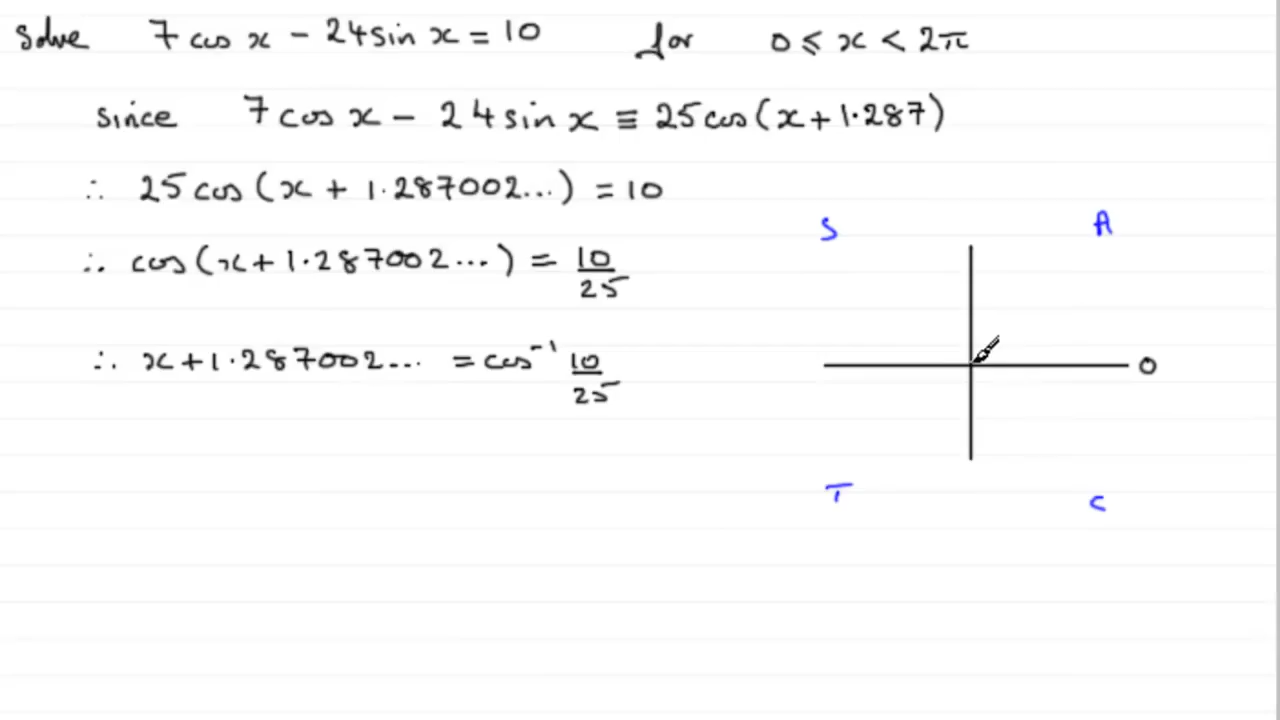 Solve 7 cos x - 24 sin x = 10 for 0 ⩽ x < 2π
since 7 cos x - 24 sin x ≡ 25 cos (x + 1.287)
∴ 25 cos (x + 1.287002...) = 10
∴ cos (x + 1.287002...) = 10/25
∴ x + 1.287002... = cos⁻¹ 10/25
S A
O
T C